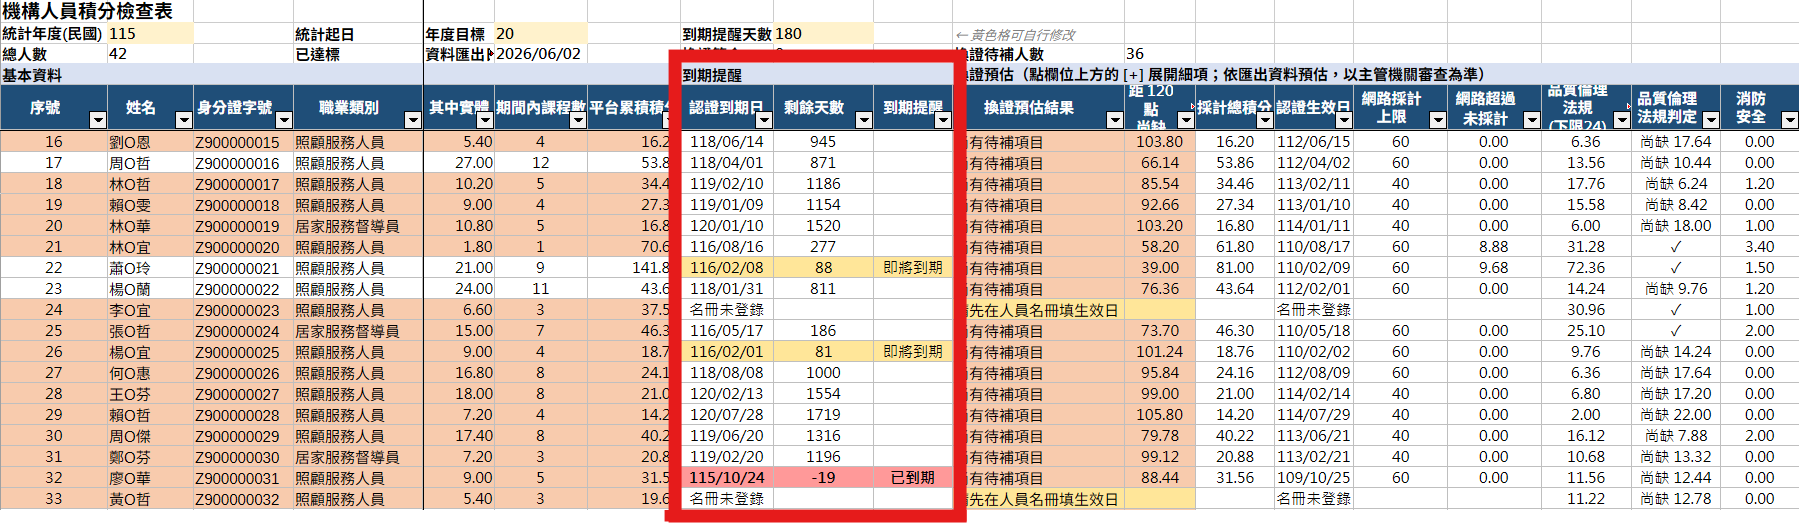 機構人員積分檢查表
統計年度(民國) 115 統計起日 年度目標 20 到期提醒天數 180 ← 黃色格可自行修改
總人數 42 已達標 資料匯出 2026/06/02 待補人數 36
基本資料 到期提醒 換證預估（點欄位上方的 [+] 展開細項；依匯出資料預估，以主管機關審查為準）
序號 姓名 身分證字號 職業類別 其中實體 期間內課程數 平台累積積 認證到期日 剩餘天數 到期提醒 換證預估結果 距 120 點 尚缺 採計總積分 認證生效日 網路採計上限 網路超過未採計 品質倫理法規 (下限24) 品質倫理法規判定 消防安全
16 劉O恩 Z900000015 照顧服務人員 5.40 4 16.2 118/06/14 945 有待補項目 103.80 16.20 112/06/15 60 0.00 6.36 尚缺 17.64 0.00
17 周O哲 Z900000016 照顧服務人員 27.00 12 53.8 118/04/01 871 有待補項目 66.14 53.86 112/04/02 60 0.00 13.56 尚缺 10.44 0.00
18 林O哲 Z900000017 照顧服務人員 10.20 5 34.4 119/02/10 1186 有待補項目 85.54 34.46 113/02/11 40 0.00 17.76 尚缺 6.24 1.20
19 賴O雯 Z900000018 照顧服務人員 9.00 4 27.3 119/01/09 1154 有待補項目 92.66 27.34 113/01/10 40 0.00 15.58 尚缺 8.42 0.00
20 林O華 Z900000019 居家服務督導員 10.80 5 16.8 120/01/10 1520 有待補項目 103.20 16.80 114/01/11 40 0.00 6.00 尚缺 18.00 1.00
21 林O宜 Z900000020 照顧服務人員 1.80 1 70.6 116/08/16 277 有待補項目 58.20 61.80 110/08/17 60 8.88 31.28 ✓ 3.40
22 蕭O玲 Z900000021 照顧服務人員 21.00 9 141.8 116/02/08 88 即將到期 有待補項目 39.00 81.00 110/02/09 60 9.68 72.36 ✓ 1.50
23 楊O蘭 Z900000022 照顧服務人員 24.00 11 43.6 118/01/31 811 有待補項目 76.36 43.64 112/02/01 60 0.00 14.24 尚缺 9.76 1.20
24 李O宜 Z900000023 照顧服務人員 6.60 3 37.5 名冊未登錄 先在人員名冊填生效日 名冊未登錄 30.96 ✓ 1.00
25 張O哲 Z900000024 居家服務督導員 15.00 7 46.3 116/05/17 186 有待補項目 73.70 46.30 110/05/18 60 0.00 25.10 ✓ 2.00
26 楊O宜 Z900000025 照顧服務人員 9.00 4 18.7 116/02/01 81 即將到期 有待補項目 101.24 18.76 110/02/02 60 0.00 9.76 尚缺 14.24 0.00
27 何O惠 Z900000026 照顧服務人員 16.80 8 24.1 118/08/08 1000 有待補項目 95.84 24.16 112/08/09 60 0.00 6.36 尚缺 17.64 0.00
28 王O芬 Z900000027 照顧服務人員 18.00 8 21.0 120/02/13 1554 有待補項目 99.00 21.00 114/02/14 40 0.00 6.80 尚缺 17.20 0.00
29 賴O哲 Z900000028 照顧服務人員 7.20 4 14.2 120/07/28 1719 有待補項目 105.80 14.20 114/07/29 40 0.00 2.00 尚缺 22.00 0.00
30 周O傑 Z900000029 照顧服務人員 17.40 8 40.2 119/06/20 1316 有待補項目 79.78 40.22 113/06/21 40 0.00 16.12 尚缺 7.88 2.00
31 鄭O芬 Z900000030 居家服務督導員 7.20 3 20.8 119/02/20 1196 有待補項目 99.12 20.88 113/02/21 40 0.00 10.68 尚缺 13.32 0.00
32 廖O華 Z900000031 照顧服務人員 9.00 5 31.5 115/10/24 -19 已到期 有待補項目 88.44 31.56 109/10/25 60 0.00 11.56 尚缺 12.44 0.00
33 黃O哲 Z900000032 照顧服務人員 5.40 3 19.6 名冊未登錄 先在人員名冊填生效日 名冊未登錄 11.22 尚缺 12.78 0.00